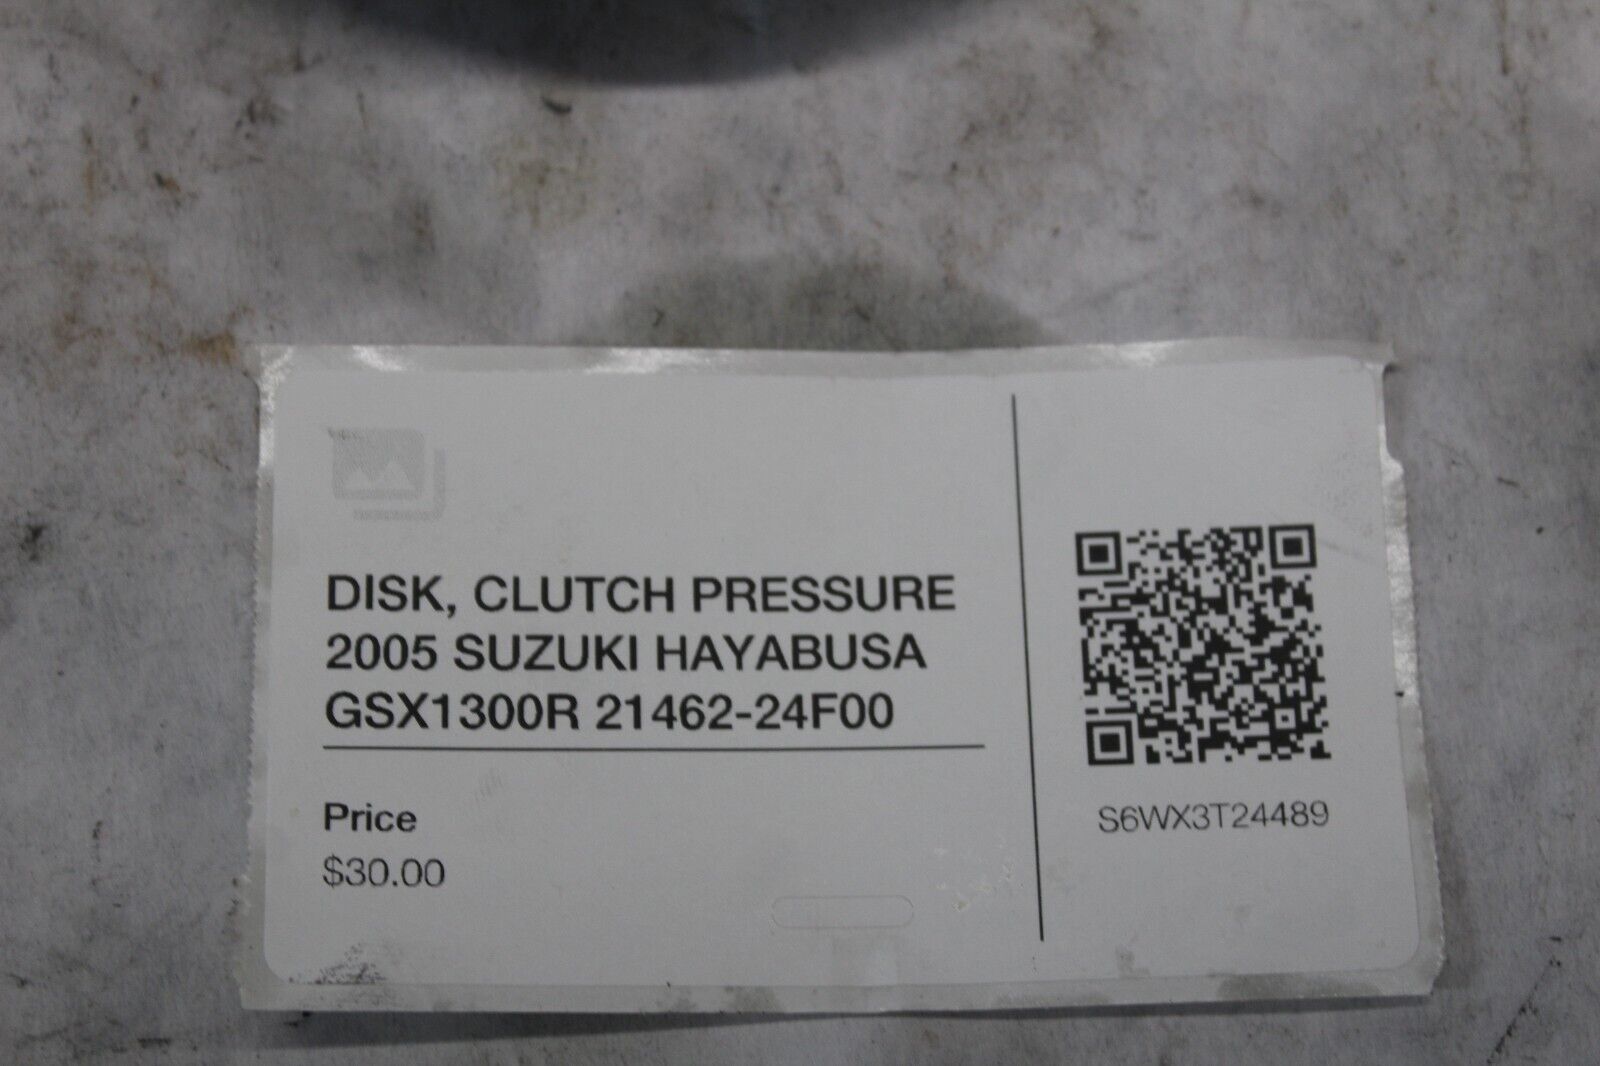 DISK, CLUTCH PRESSURE
2005 SUZUKI HAYABUSA
GSX1300R 21462-24F00
Price
$30.00
S6WX3T24489